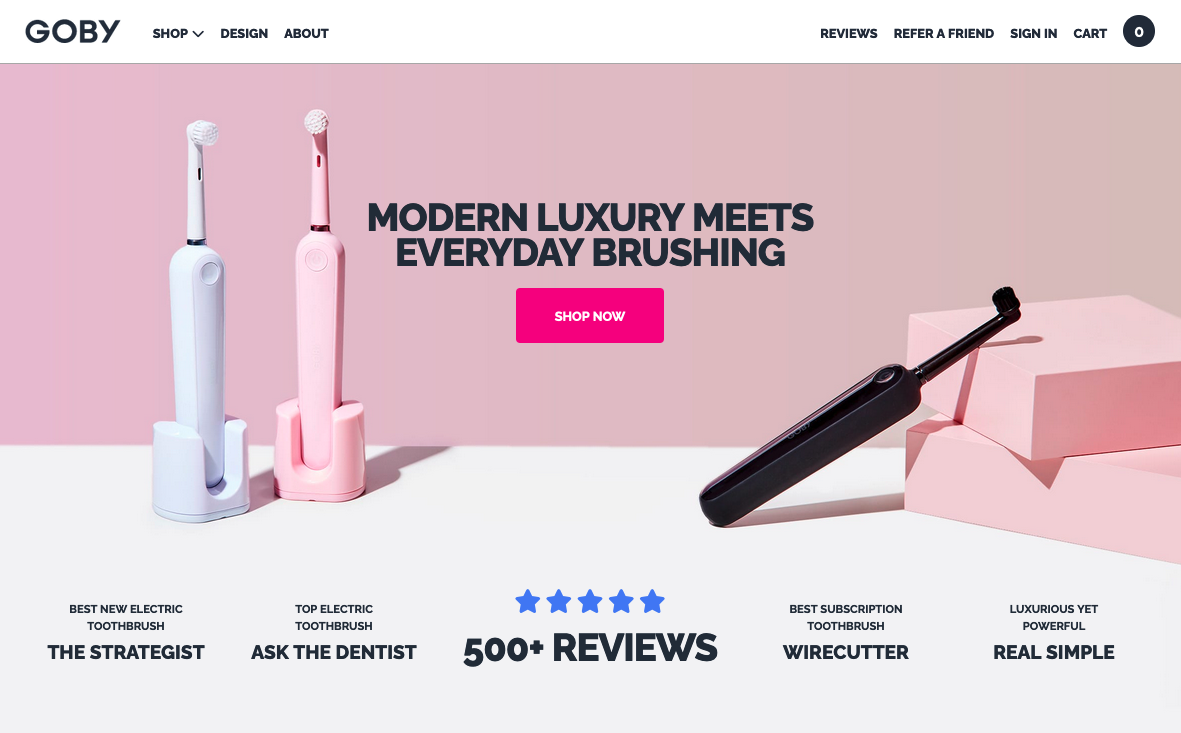 GOBY
SHOP
DESIGN
ABOUT
REVIEWS
REFER A FRIEND
SIGN IN
CART
0
MODERN LUXURY MEETS
EVERYDAY BRUSHING
SHOP NOW
GOBY
BEST NEW ELECTRIC
TOOTHBRUSH
THE STRATEGIST
TOP ELECTRIC
TOOTHBRUSH
ASK THE DENTIST
500+ REVIEWS
BEST SUBSCRIPTION
TOOTHBRUSH
WIRECUTTER
LUXURIOUS YET
POWERFUL
REAL SIMPLE